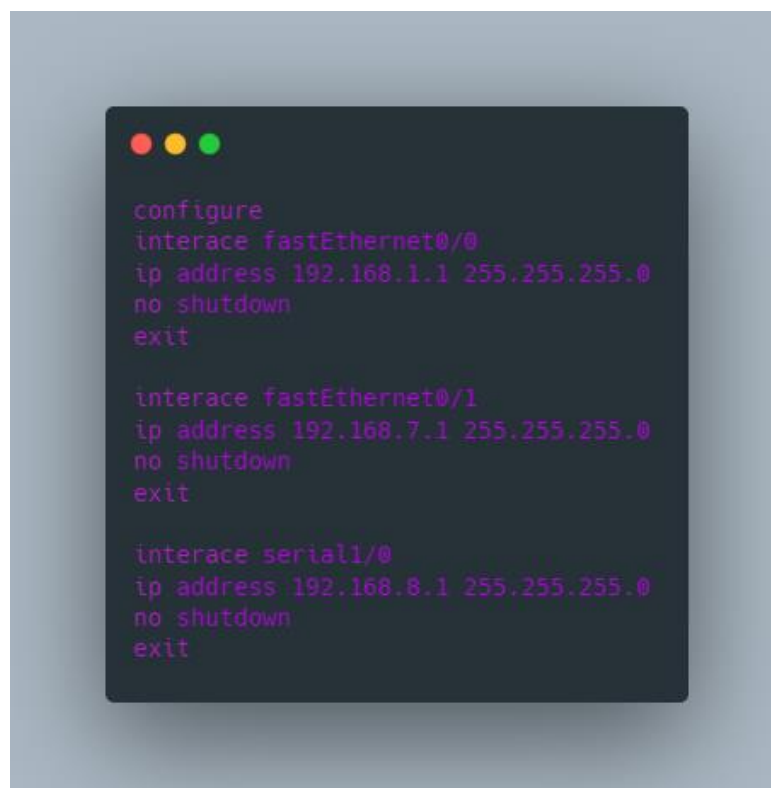 configure
interace fastEthernet0/0
ip address 192.168.1.1 255.255.255.0
no shutdown
exit
interace fastEthernet0/1
ip address 192.168.7.1 255.255.255.0
no shutdown
exit
interace serial1/0
ip address 192.168.8.1 255.255.255.0
no shutdown
exit